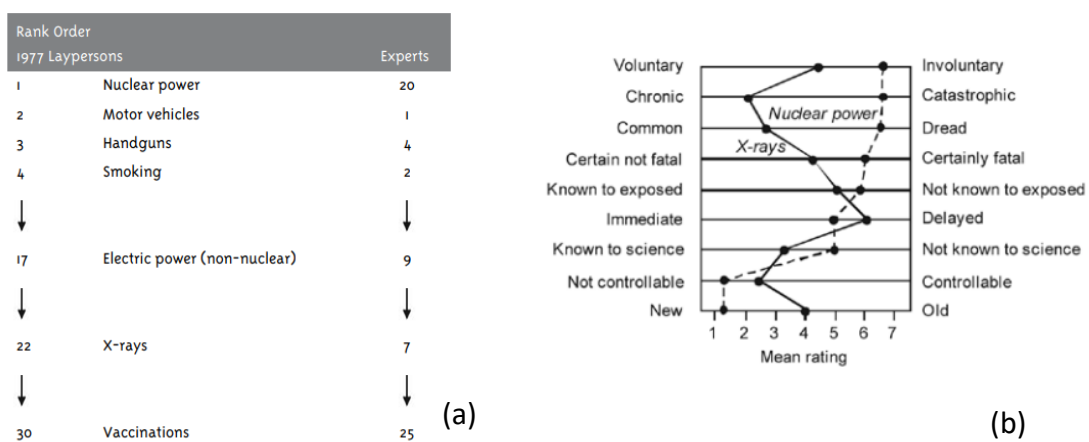 Rank Order
1977 Laypersons Experts
1 Nuclear power 20
2 Motor vehicles 1
3 Handguns 4
4 Smoking 2
17 Electric power (non-nuclear) 9
22 X-rays 7
30 Vaccinations 25
(a)
Voluntary Involuntary
Chronic Catastrophic
Nuclear power
Common Dread
X-rays
Certain not fatal Certainly fatal
Known to exposed Not known to exposed
Immediate Delayed
Known to science Not known to science
Not controllable Controllable
New Old
1 2 3 4 5 6 7
Mean rating
(b)